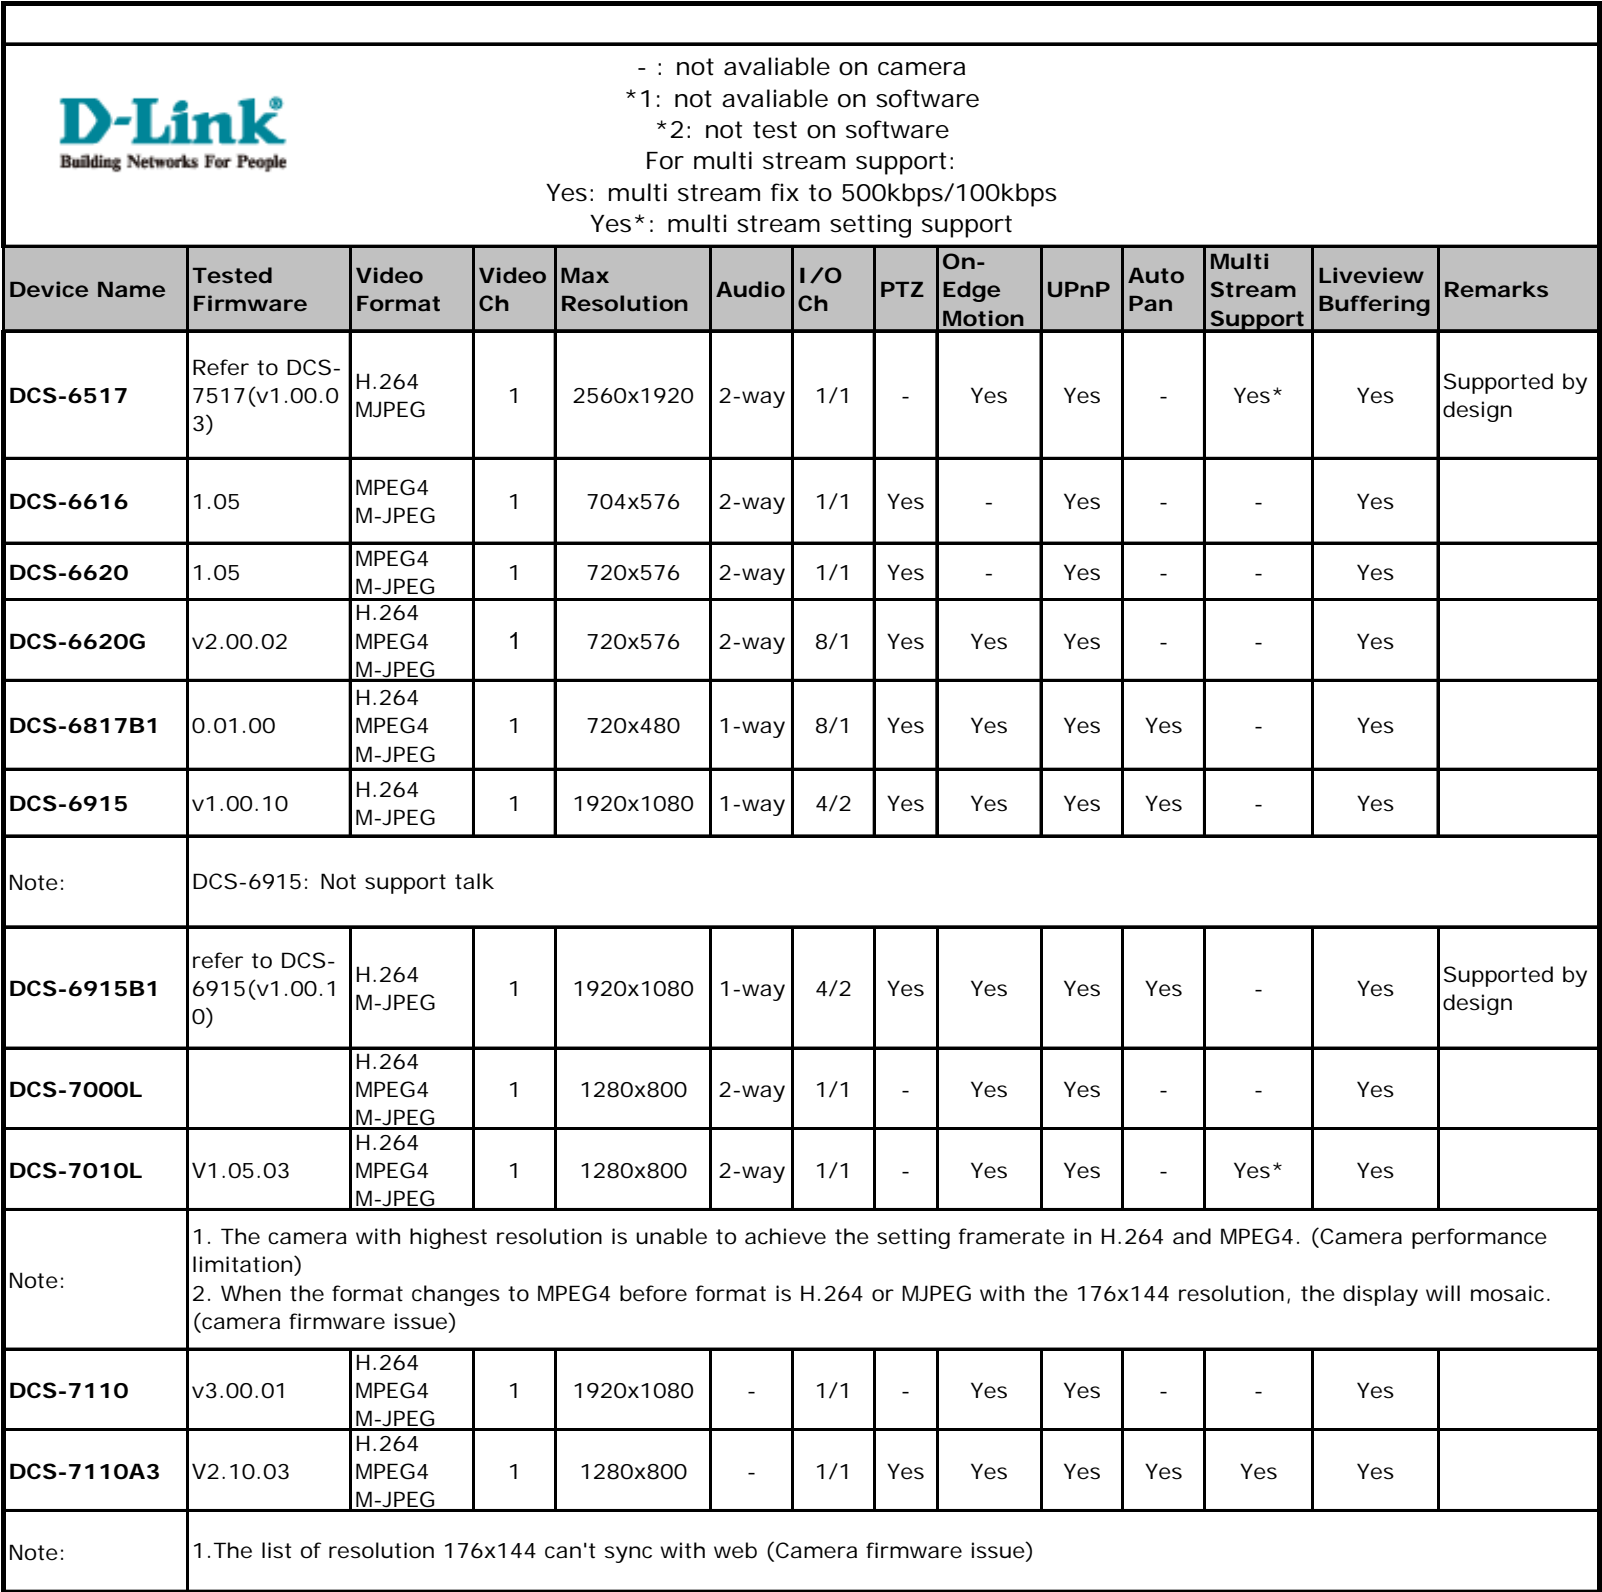 D-Link®
Building Networks For People
- : not avaliable on camera
*1: not avaliable on software
*2: not test on software
For multi stream support:
Yes: multi stream fix to 500kbps/100kbps
Yes*: multi stream setting support
Device Name Tested Firmware Video Format Video Ch Max Resolution Audio I/O Ch PTZ On-Edge Motion UPnP Auto Pan Multi Stream Support Liveview Buffering Remarks
DCS-6517 Refer to DCS-7517(v1.00.03) H.264 MJPEG 1 2560x1920 2-way 1/1 - Yes Yes - Yes* Yes Supported by design
DCS-6616 1.05 MPEG4 M-JPEG 1 704x576 2-way 1/1 Yes - Yes - - Yes
DCS-6620 1.05 MPEG4 M-JPEG 1 720x576 2-way 1/1 Yes - Yes - - Yes
DCS-6620G v2.00.02 H.264 MPEG4 M-JPEG 1 720x576 2-way 8/1 Yes Yes Yes - - Yes
DCS-6817B1 0.01.00 H.264 MPEG4 M-JPEG 1 720x480 1-way 8/1 Yes Yes Yes Yes - Yes
DCS-6915 v1.00.10 H.264 M-JPEG 1 1920x1080 1-way 4/2 Yes Yes Yes Yes - Yes
Note: DCS-6915: Not support talk
DCS-6915B1 refer to DCS-6915(v1.00.10) H.264 M-JPEG 1 1920x1080 1-way 4/2 Yes Yes Yes Yes - Yes Supported by design
DCS-7000L H.264 MPEG4 M-JPEG 1 1280x800 2-way 1/1 - Yes Yes - - Yes
DCS-7010L V1.05.03 H.264 MPEG4 M-JPEG 1 1280x800 2-way 1/1 - Yes Yes - Yes* Yes
Note: 1. The camera with highest resolution is unable to achieve the setting framerate in H.264 and MPEG4. (Camera performance
limitation)
2. When the format changes to MPEG4 before format is H.264 or MJPEG with the 176x144 resolution, the display will mosaic.
(camera firmware issue)
DCS-7110 v3.00.01 H.264 MPEG4 M-JPEG 1 1920x1080 - 1/1 - Yes Yes - - Yes
DCS-7110A3 V2.10.03 H.264 MPEG4 M-JPEG 1 1280x800 - 1/1 Yes Yes Yes Yes Yes Yes
Note: 1.The list of resolution 176x144 can't sync with web (Camera firmware issue)